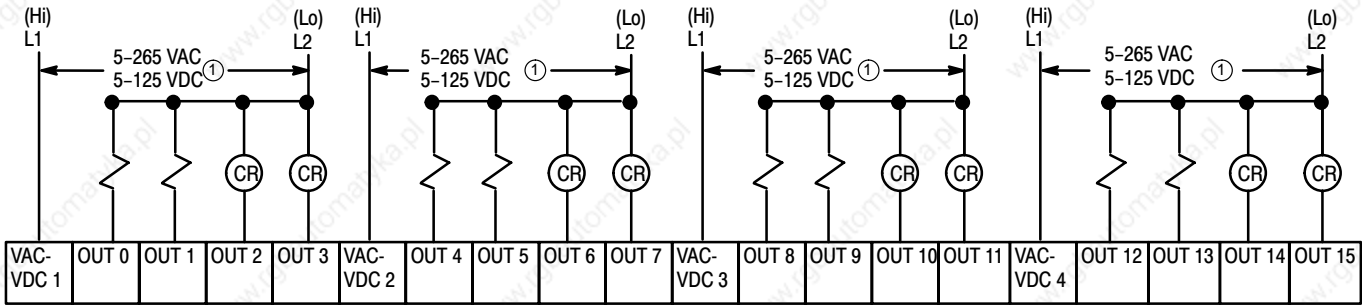 (Hi) (Lo) (Hi) (Lo) (Hi) (Lo) (Hi) (Lo)
L1 L2 L1 L2 L1 L2 L1 L2
5-265 VAC 5-265 VAC 5-265 VAC 5-265 VAC
5-125 VDC ① 5-125 VDC ① 5-125 VDC ① 5-125 VDC ①
CR CR CR CR CR CR CR CR
VAC- OUT 0 OUT 1 OUT 2 OUT 3 VAC- OUT 4 OUT 5 OUT 6 OUT 7 VAC- OUT 8 OUT 9 OUT 10 OUT 11 VAC- OUT 12 OUT 13 OUT 14 OUT 15
VDC 1 VDC 2 VDC 3 VDC 4